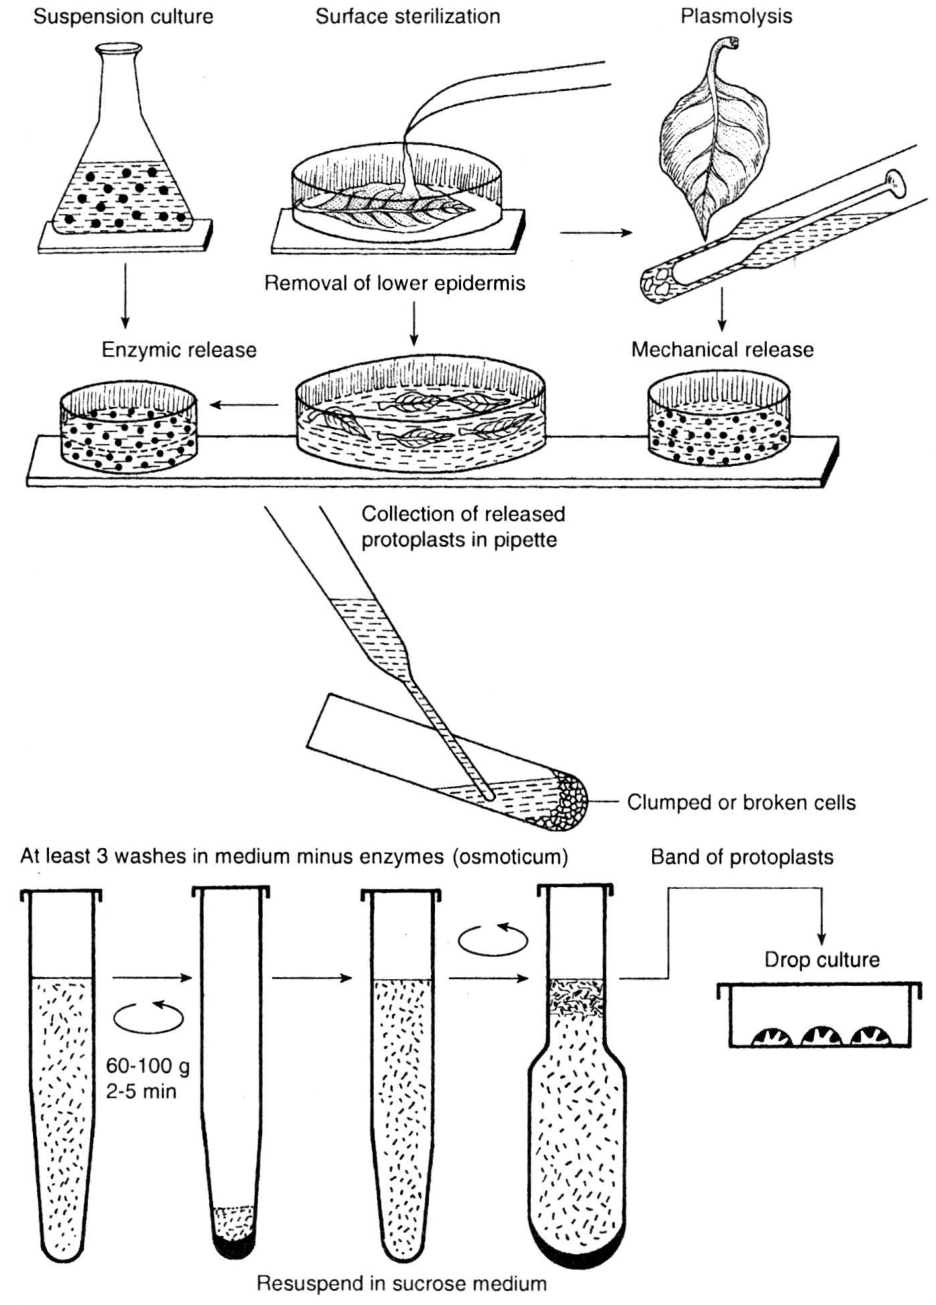 Suspension culture
Surface sterilization
Plasmolysis
Removal of lower epidermis
Enzymic release
Mechanical release
Collection of released
protoplasts in pipette
Clumped or broken cells
At least 3 washes in medium minus enzymes (osmoticum)
Band of protoplasts
Drop culture
60-100 g
2-5 min
Resuspend in sucrose medium